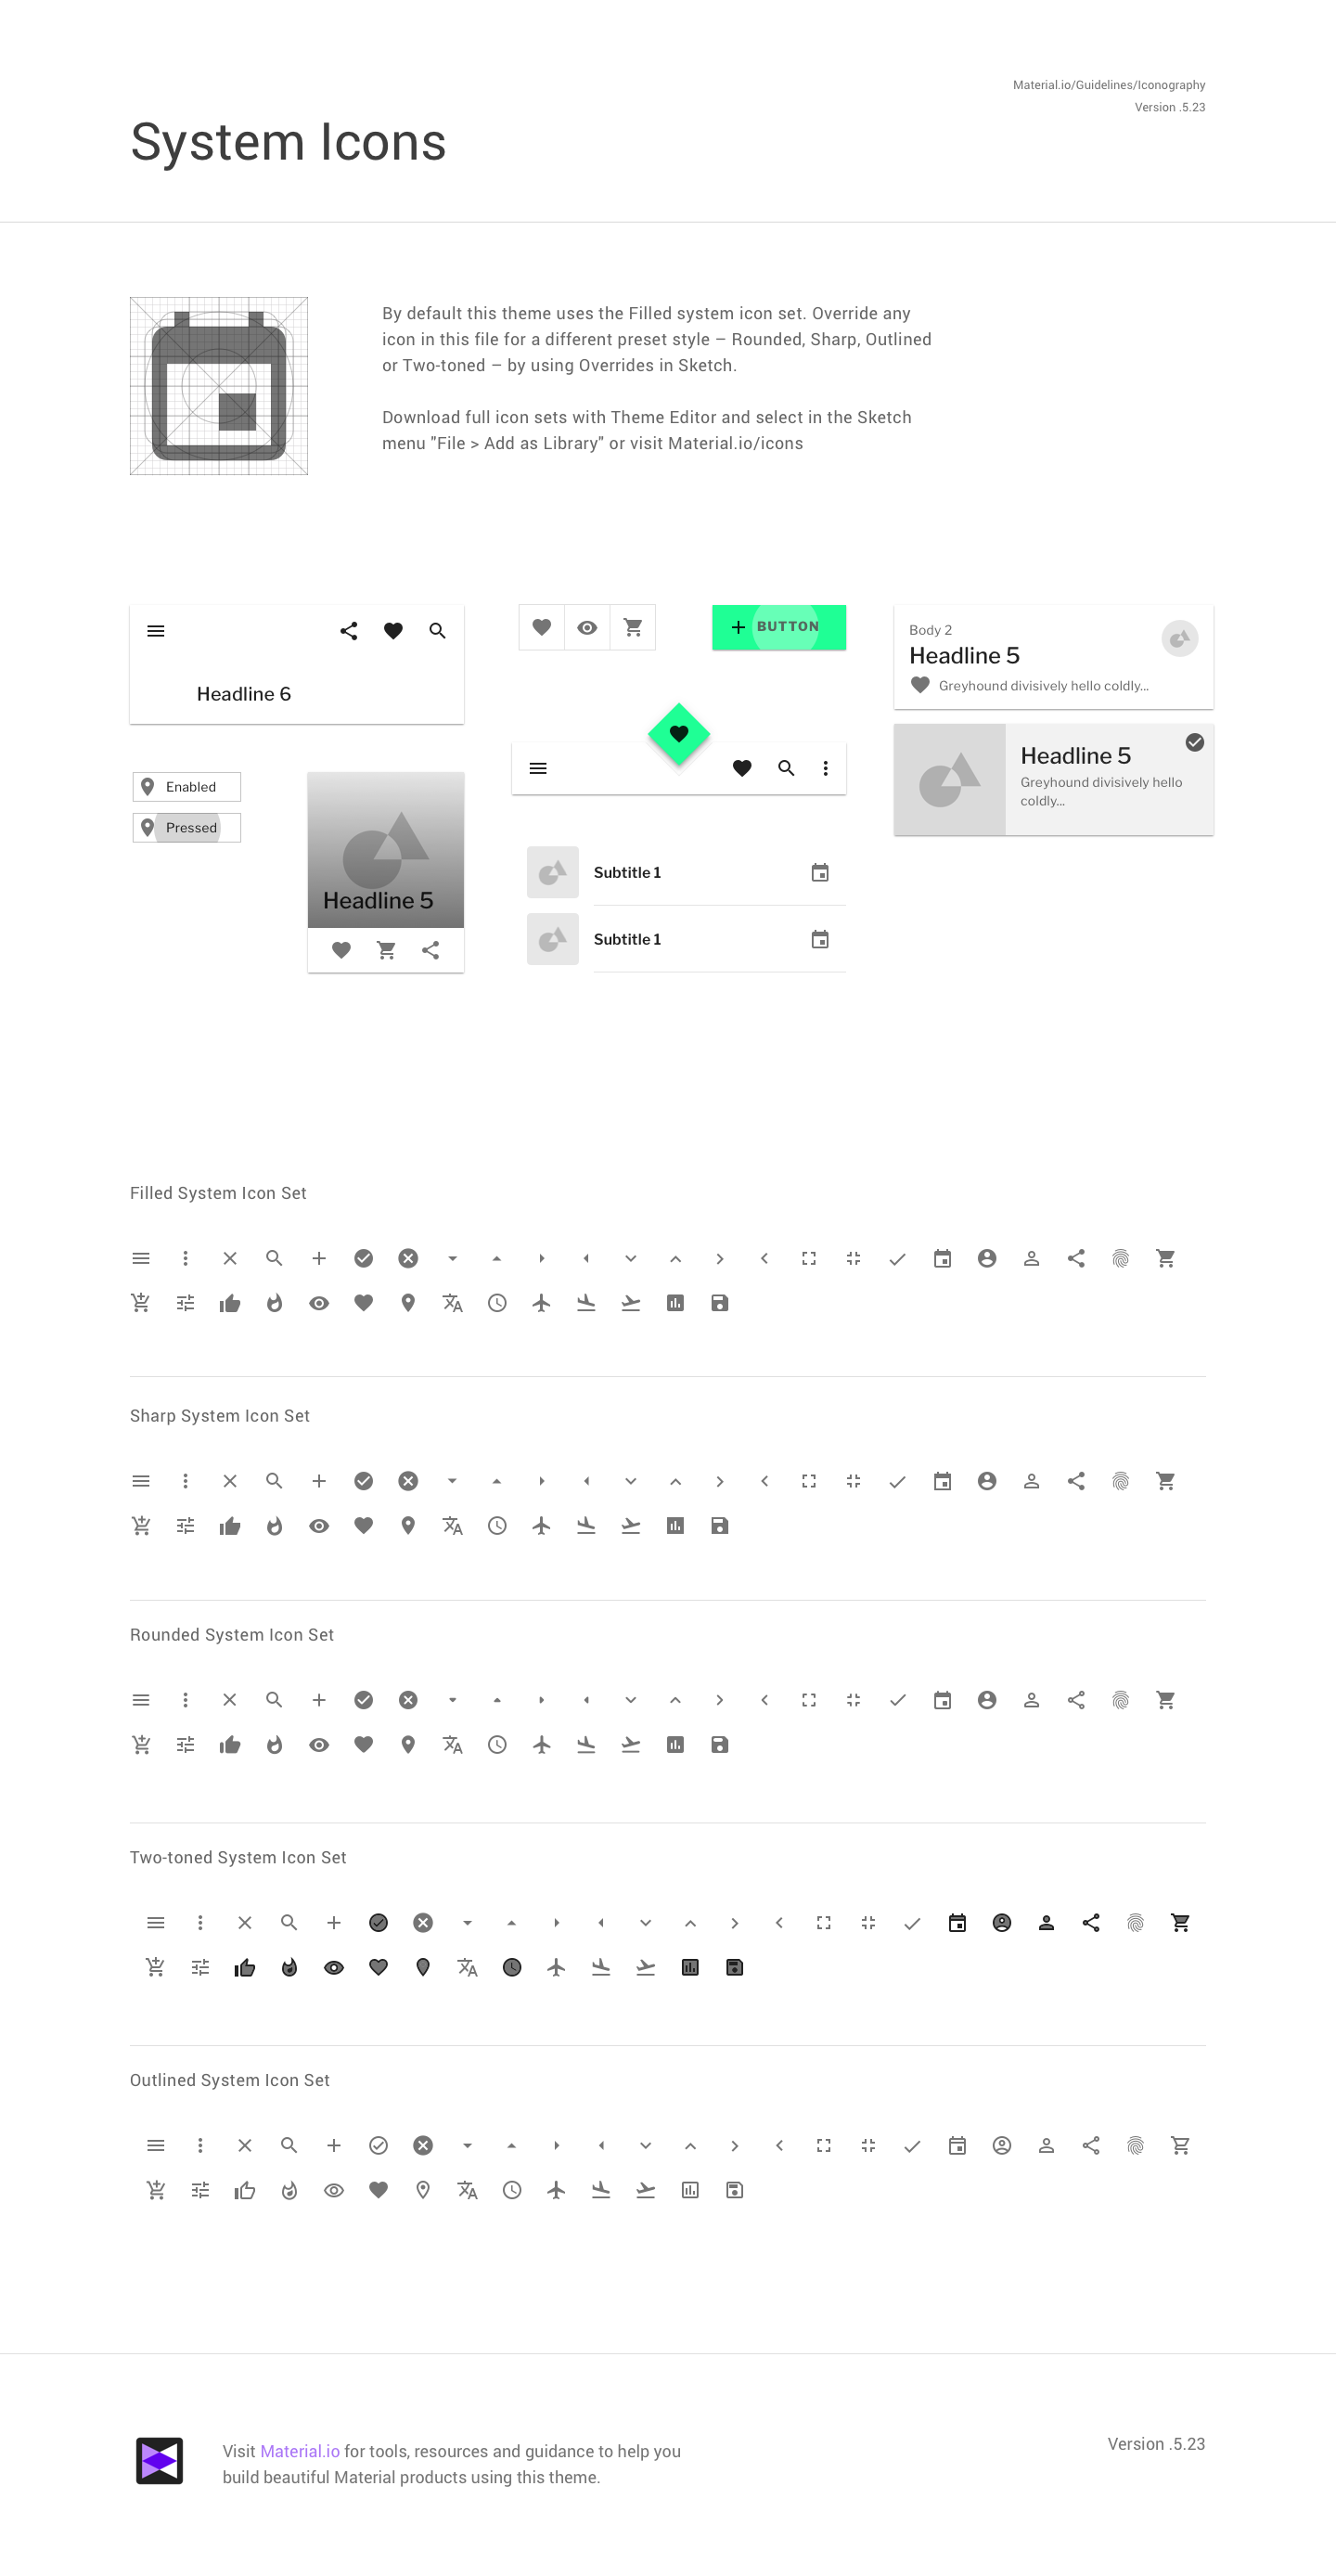 Material.io/Guidelines/Iconography
Version .5.23
System Icons
By default this theme uses the Filled system icon set. Override any
icon in this file for a different preset style – Rounded, Sharp, Outlined
or Two-toned – by using Overrides in Sketch.
Download full icon sets with Theme Editor and select in the Sketch
menu "File > Add as Library" or visit Material.io/icons
Headline 6
BUTTON
Body 2
Headline 5
Greyhound divisively hello coldly...
Headline 5
Greyhound divisively hello
coldly...
Enabled
Pressed
Headline 5
Subtitle 1
Subtitle 1
Filled System Icon Set
Sharp System Icon Set
Rounded System Icon Set
Two-toned System Icon Set
Outlined System Icon Set
Visit Material.io for tools, resources and guidance to help you
build beautiful Material products using this theme.
Version .5.23